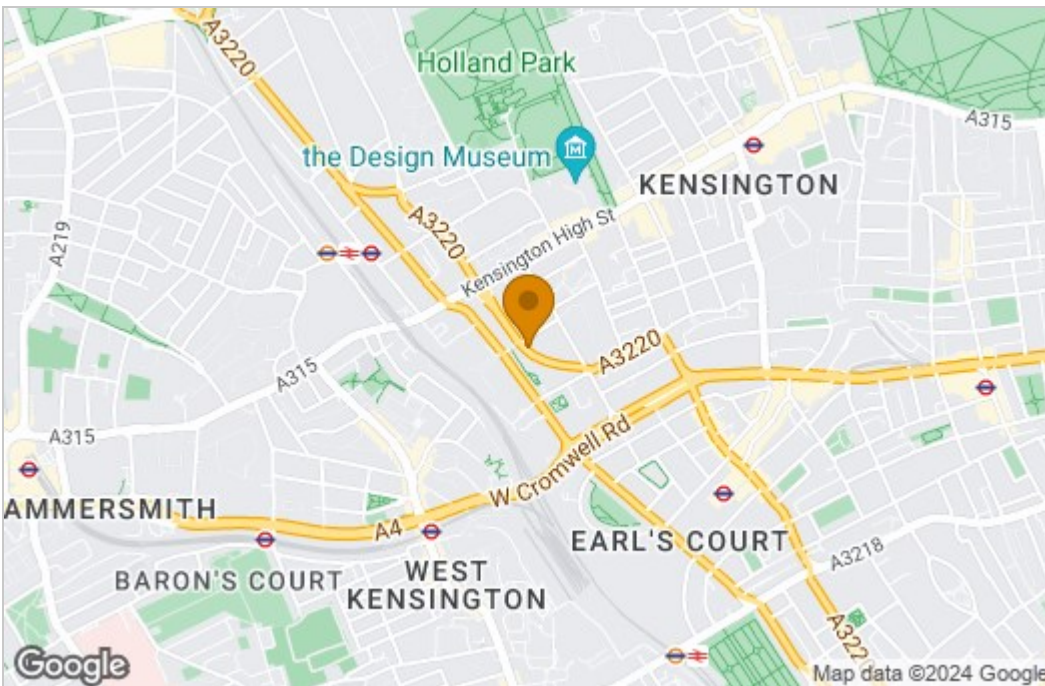 A3220
Holland Park
A315
the Design Museum
KENSINGTON
A3220
A219
Kensington High St
A3220
A315
A315
W Cromwell Rd
AMMERSMITH
A4
EARL'S COURT
A3218
BARON'S COURT
WEST
KENSINGTON
A322
Google
Map data ©2024 Google